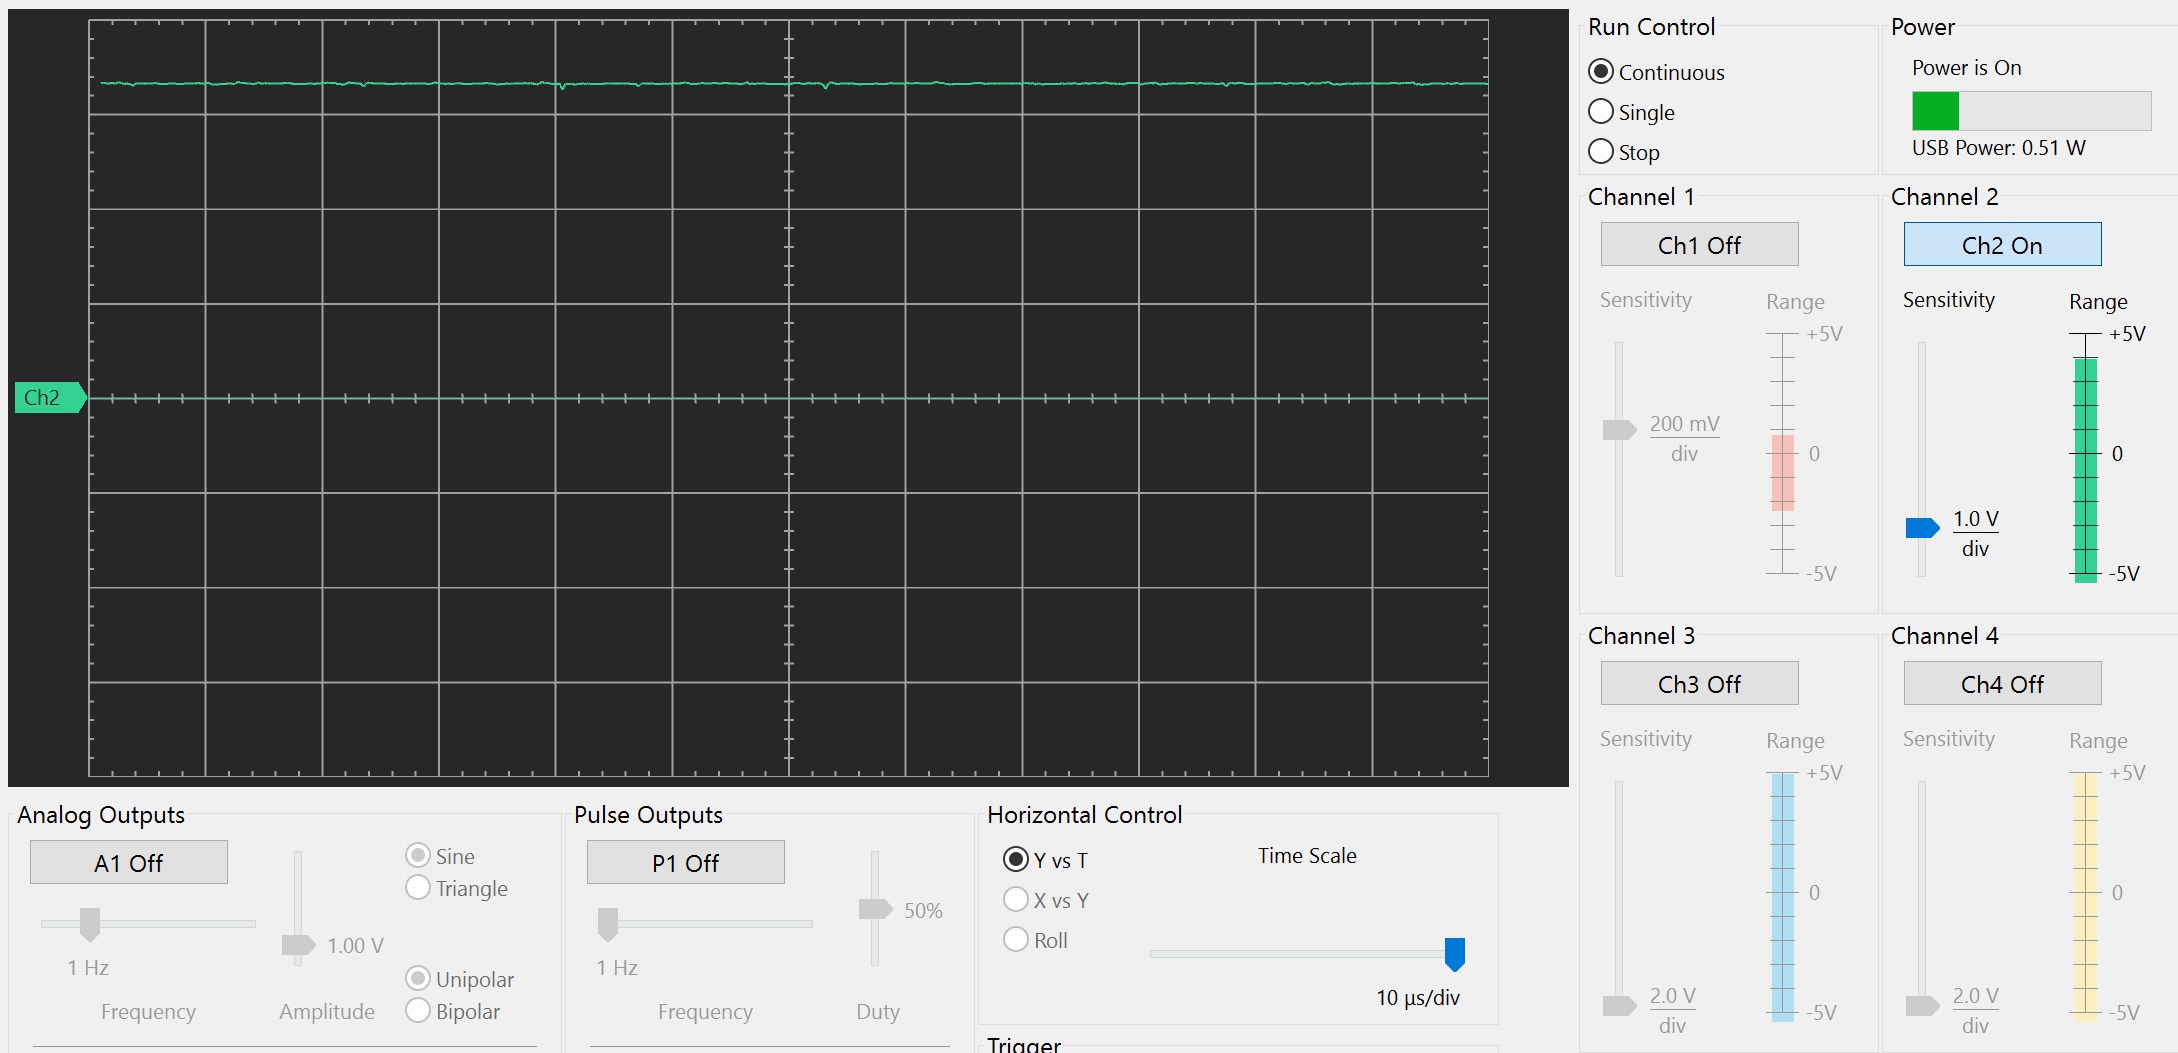 Run Control
Continuous
Single
Stop
Power
Power is On
USB Power: 0.51 W
Channel 1
Ch1 Off
Sensitivity
Range
+5V
200 mV
div
0
-5V
Channel 2
Ch2 On
Sensitivity
Range
+5V
0
1.0 V
div
-5V
Ch2
Channel 3
Ch3 Off
Sensitivity
Range
+5V
0
2.0 V
div
-5V
Channel 4
Ch4 Off
Sensitivity
Range
+5V
0
2.0 V
div
-5V
Analog Outputs
A1 Off
Sine
Triangle
1.00 V
1 Hz
Unipolar
Bipolar
Frequency
Amplitude
Pulse Outputs
P1 Off
50%
1 Hz
Frequency
Duty
Horizontal Control
Y vs T
X vs Y
Roll
Time Scale
10 µs/div
Trigger